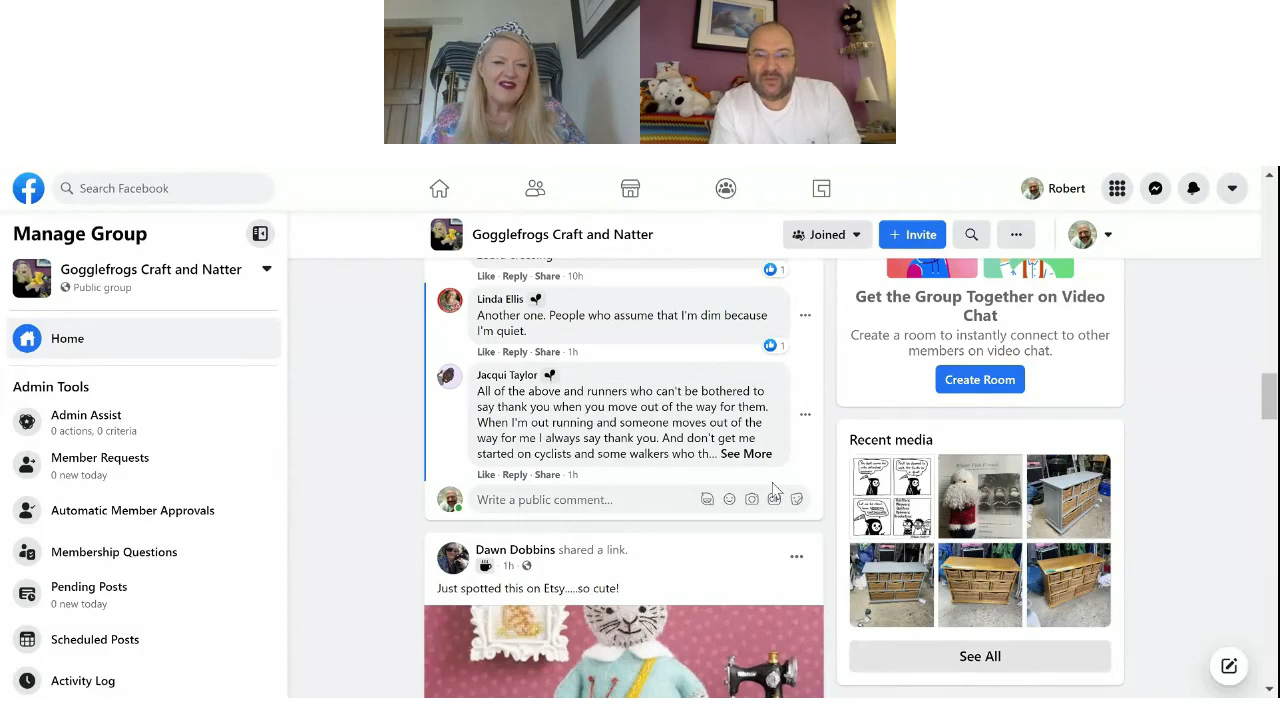 Search Facebook
Robert
Manage Group
Gogglefrogs Craft and Natter
Public group
Home
Admin Tools
Admin Assist
0 actions, 0 criteria
Member Requests
0 new today
Automatic Member Approvals
Membership Questions
Pending Posts
0 new today
Scheduled Posts
Activity Log
Gogglefrogs Craft and Natter
Joined
+ Invite
Like · Reply · Share · 10h
1
Linda Ellis
Another one. People who assume that I'm dim because
I'm quiet.
Like · Reply · Share · 1h
1
Jacqui Taylor
All of the above and runners who can't be bothered to
say thank you when you move out of the way for them.
When I'm out running and someone moves out of the
way for me I always say thank you. And don't get me
started on cyclists and some walkers who th... See More
Like · Reply · Share · 1h
Write a public comment...
Dawn Dobbins shared a link.
1h
Just spotted this on Etsy.....so cute!
Get the Group Together on Video
Chat
Create a room to instantly connect to other
members on video chat.
Create Room
Recent media
See All